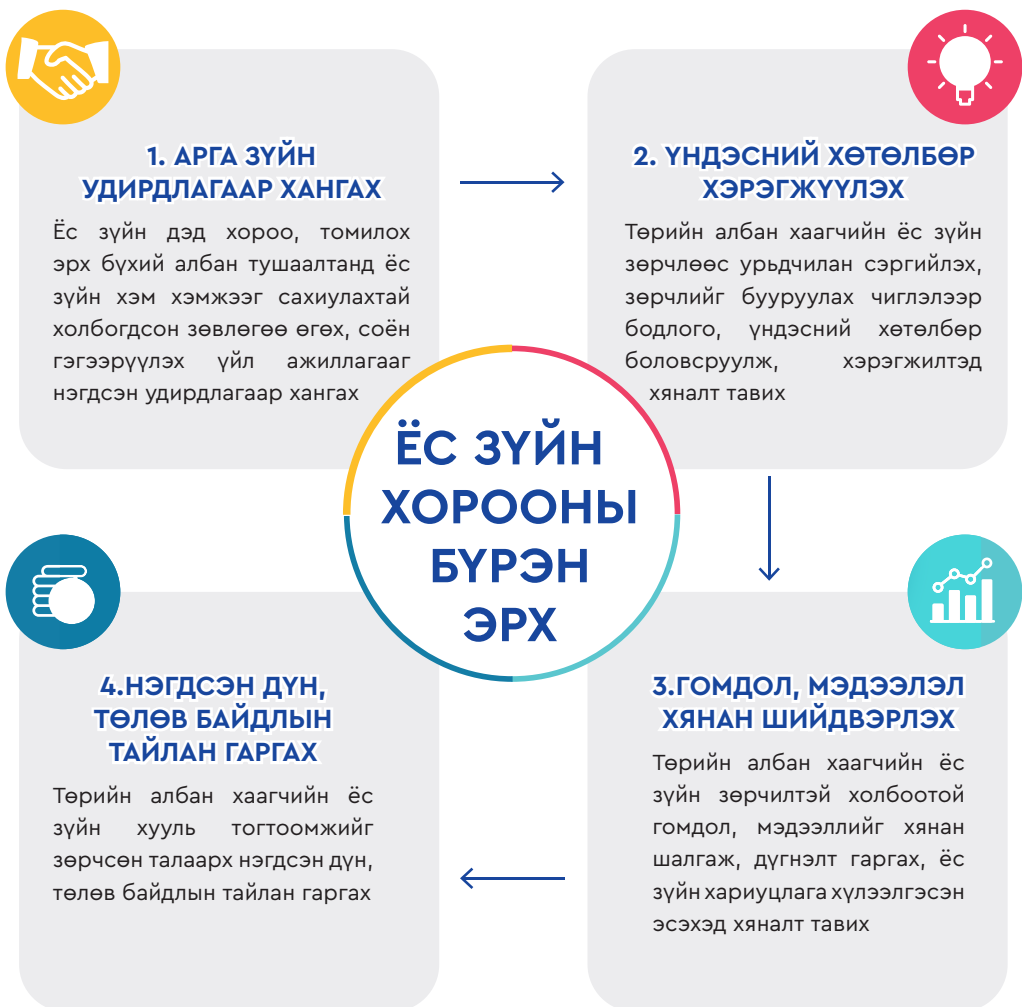 1. АРГА ЗҮЙН
УДИРДЛАГААР ХАНГАХ
Ёс зүйн дэд хороо, томилох
эрх бүхий албан тушаалтанд ёс
зүйн хэм хэмжээг сахиулахтай
холбогдсон зөвлөгөө өгөх, соён
гэгээрүүлэх үйл ажиллагааг
нэгдсэн удирдлагаар хангах
2. ҮНДЭСНИЙ ХӨТӨЛБӨР
ХЭРЭГЖҮҮЛЭХ
Төрийн албан хаагчийн ёс зүйн
зөрчлөөс урьдчилан сэргийлэх,
зөрчлийг бууруулах чиглэлээр
бодлого, үндэсний хөтөлбөр
боловсруулж, хэрэгжилтэд
хяналт тавих
ЁС ЗҮЙН
ХОРООНЫ
БҮРЭН
ЭРХ
3.ГОМДОЛ, МЭДЭЭЛЭЛ
ХЯНАН ШИЙДВЭРЛЭХ
Төрийн албан хаагчийн ёс
зүйн зөрчилтэй холбоотой
гомдол, мэдээллийг хянан
шалгаж, дүгнэлт гаргах, ёс
зүйн хариуцлага хүлээлгэсэн
эсэхэд хяналт тавих
4.НЭГДСЭН ДҮН,
ТӨЛӨВ БАЙДЛЫН
ТАЙЛАН ГАРГАХ
Төрийн албан хаагчийн ёс
зүйн хууль тогтоомжийг
зөрчсөн талаарх нэгдсэн дүн,
төлөв байдлын тайлан гаргах